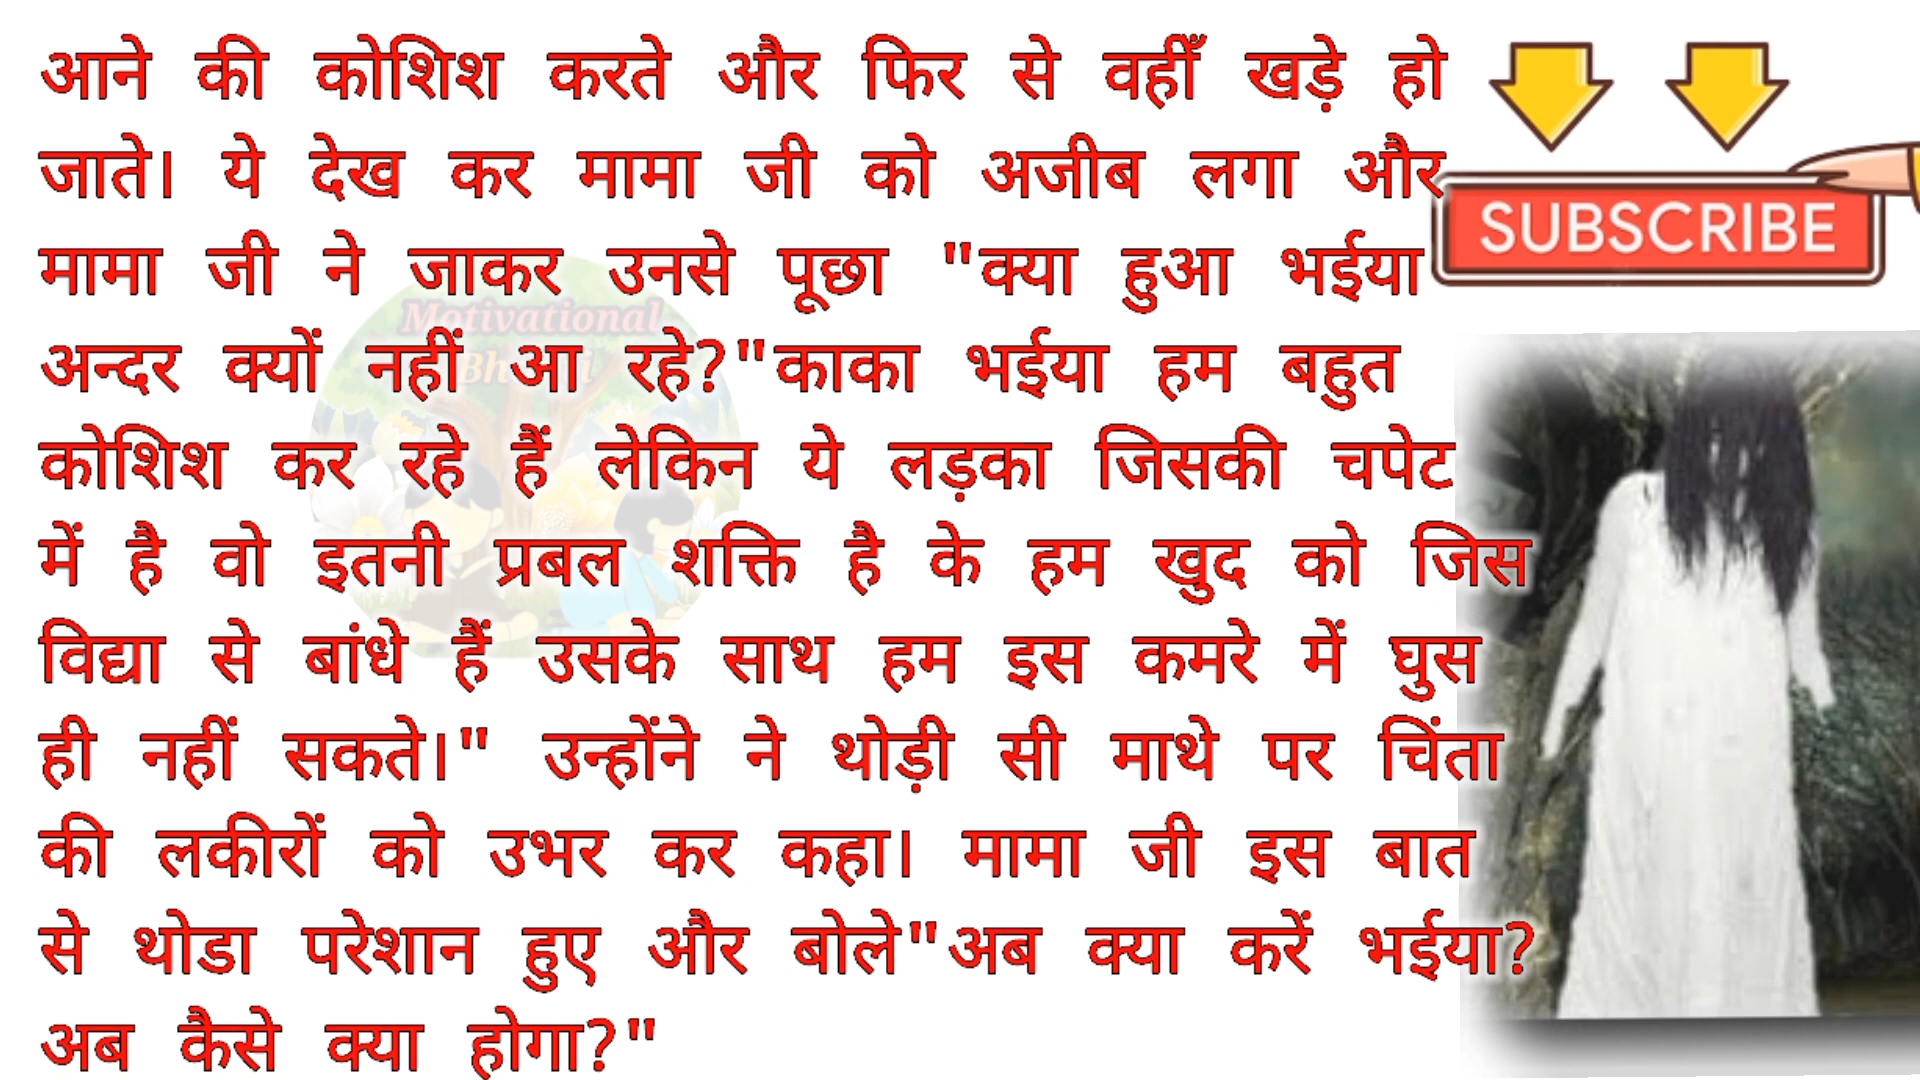 आने की कोशिश करते और फिर से वहीँ खड़े हो
जाते। ये देख कर मामा जी को अजीब लगा और
मामा जी ने जाकर उनसे पूछा "क्या हुआ भईया
अन्दर क्यों नहीं आ रहे?"काका भईया हम बहुत
कोशिश कर रहे हैं लेकिन ये लड़का जिसकी चपेट
में है वो इतनी प्रबल शक्ति है के हम खुद को जिस
विद्या से बांधे हैं उसके साथ हम इस कमरे में घुस
ही नहीं सकते।" उन्होंने ने थोड़ी सी माथे पर चिंता
की लकीरों को उभर कर कहा। मामा जी इस बात
से थोडा परेशान हुए और बोले"अब क्या करें भईया?
अब कैसे क्या होगा?"
SUBSCRIBE
Motivational